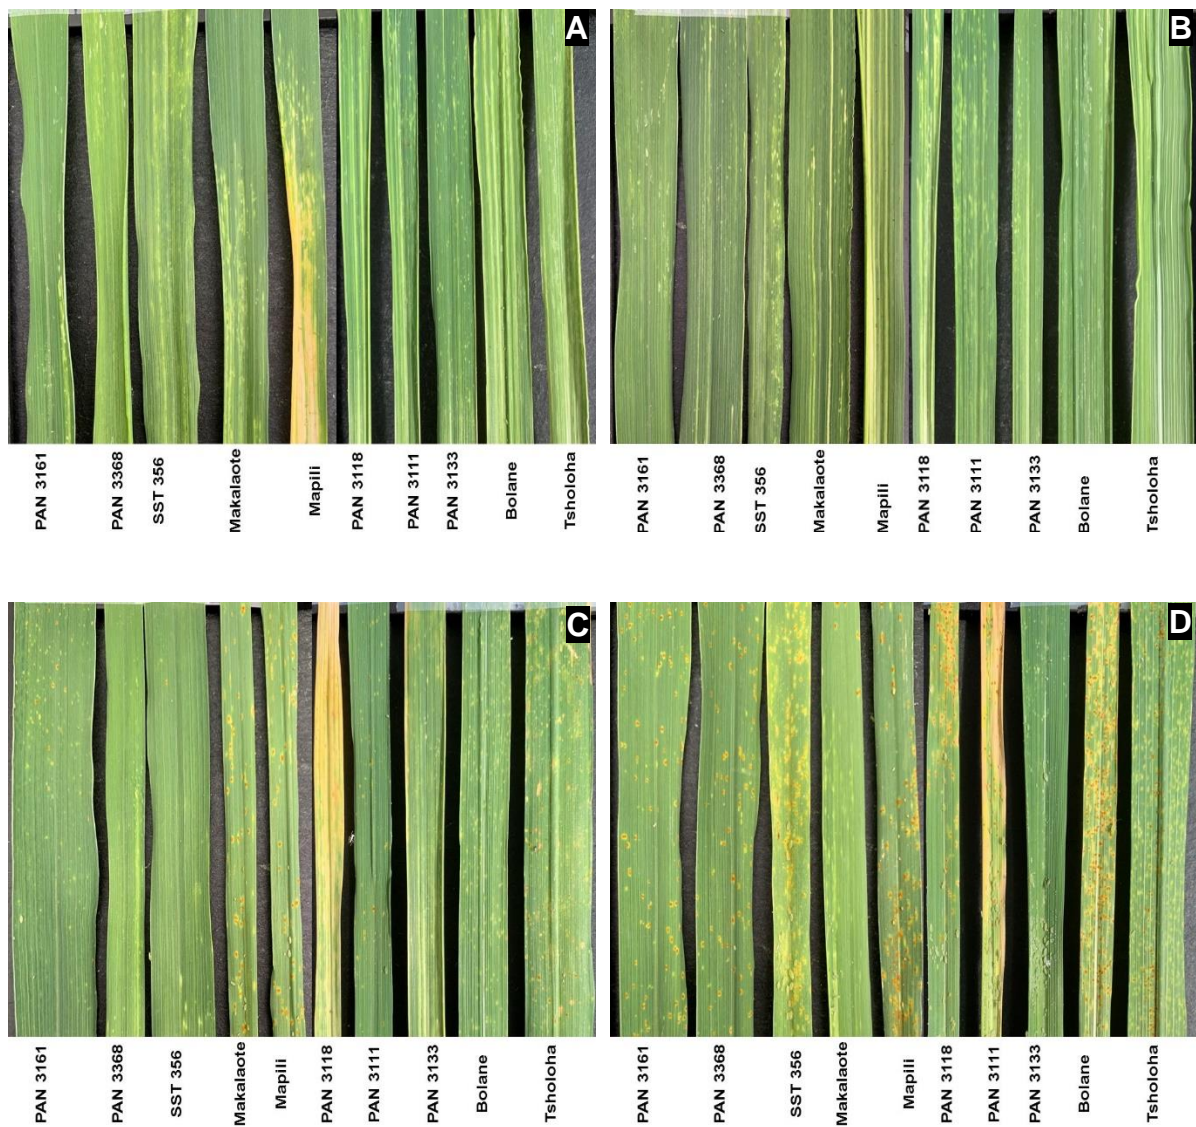 A
PAN 3161
PAN 3368
SST 356
Makalaote
Mapili
PAN 3118
PAN 3111
PAN 3133
Bolane
Tsholoha
B
PAN 3161
PAN 3368
SST 356
Makalaote
Mapili
PAN 3118
PAN 3111
PAN 3133
Bolane
Tsholoha
C
PAN 3161
PAN 3368
SST 356
Makalaote
Mapili
PAN 3118
PAN 3111
PAN 3133
Bolane
Tsholoha
D
PAN 3161
PAN 3368
SST 356
Makalaote
Mapili
PAN 3118
PAN 3111
PAN 3133
Bolane
Tsholoha